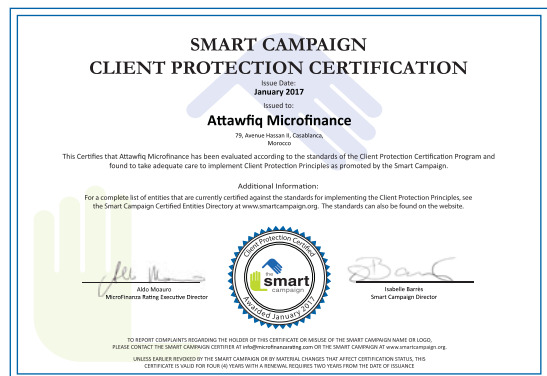 SMART CAMPAIGN
CLIENT PROTECTION CERTIFICATION
Issue Date:
January 2017
Issued to:
Attawfiq Microfinance
79, Avenue Hassan II, Casablanca,
Morocco
This Certifies that Attawfiq Microfinance has been evaluated according to the standards of the Client Protection Certification Program and
found to take adequate care to implement Client Protection Principles as promoted by the Smart Campaign.
Additional Information:
For a complete list of entities that are currently certified against the standards for implementing the Client Protection Principles, see
the Smart Campaign Certified Entities Directory at www.smartcampaign.org. The standards can also be found on the website.
Client Protection Certified
the
smart
campaign
Awarded January 2017
Aldo Moauro
MicroFinanza Rating Executive Director
Isabelle Barrès
Smart Campaign Director
TO REPORT COMPLAINTS REGARDING THE HOLDER OF THIS CERTIFICATE OR MISUSE OF THE SMART CAMPAIGN NAME OR LOGO,
PLEASE CONTACT THE SMART CAMPAIGN CERTIFIER AT info@microfinanzarating.com OR THE SMART CAMPAIGN AT www.smartcampaign.org.
UNLESS EARLIER REVOKED BY THE SMART CAMPAIGN OR BY MATERIAL CHANGES THAT AFFECT CERTIFICATION STATUS, THIS
CERTIFICATE IS VALID FOR FOUR (4) YEARS WITH A RENEWAL REQUIRES TWO YEARS FROM THE DATE OF ISSUANCE